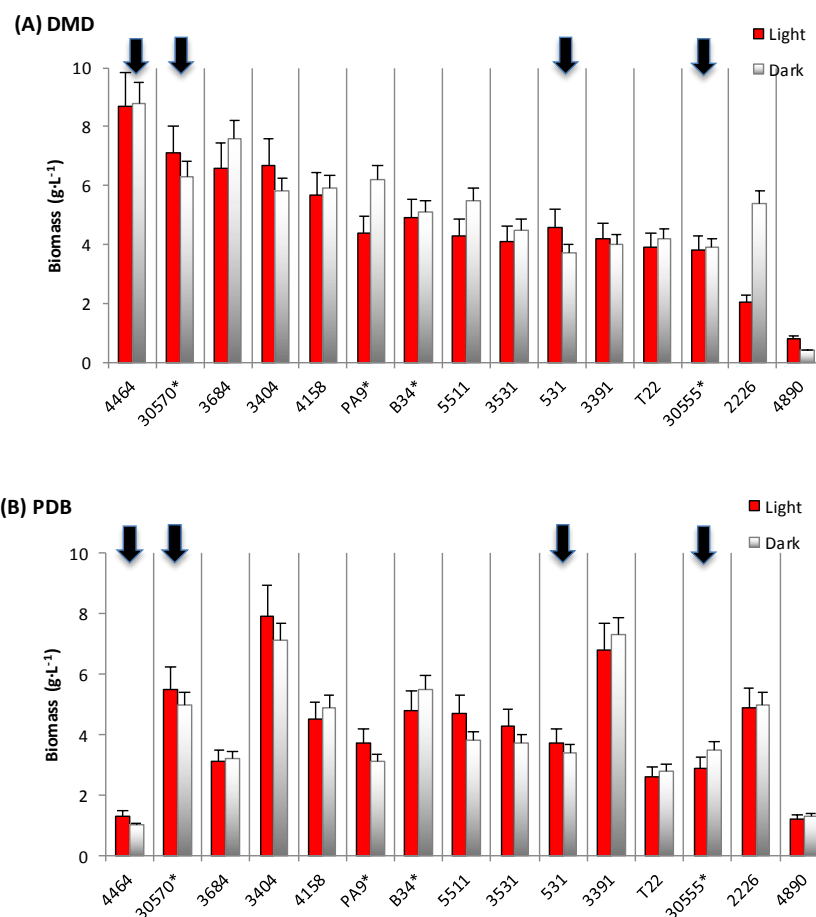 (A) DMD
Light
Dark
10
8
6
4
2
0
Biomass (g·L-1)
4464
30570*
3684
3404
4158
PA9*
B34*
5511
3531
531
3391
T22
30555*
2226
4890
(B) PDB
Light
Dark
10
8
6
4
2
0
Biomass (g·L-1)
4464
30570*
3684
3404
4158
PA9*
B34*
5511
3531
531
3391
T22
30555*
2226
4890